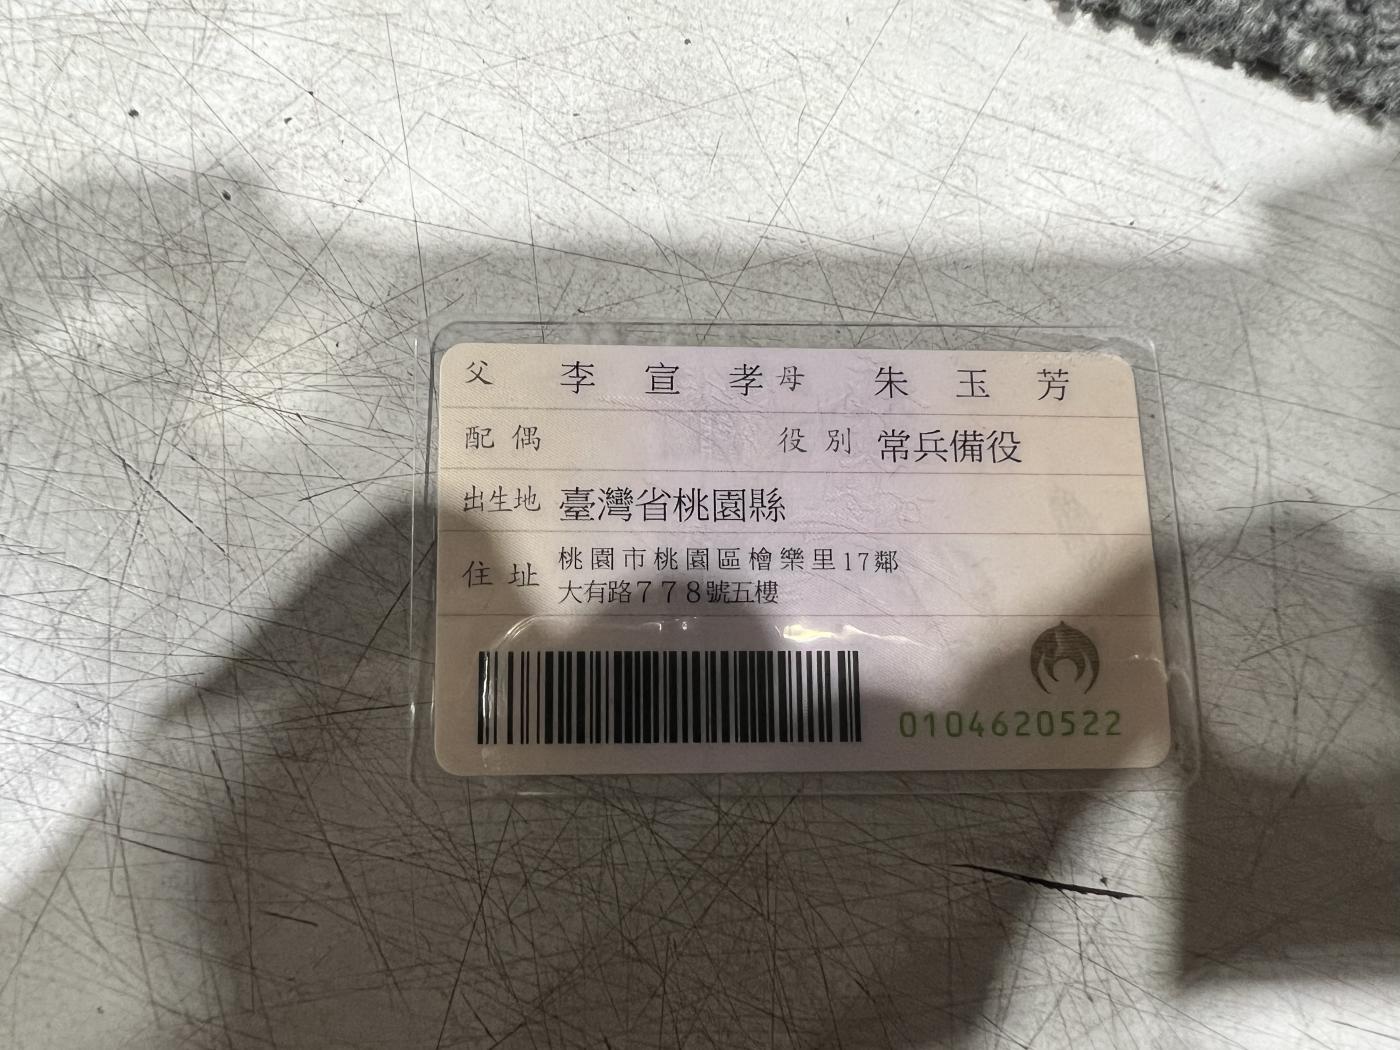 父 李宣孝 母 朱玉芳
配偶 役別 常兵備役
出生地 臺灣省桃園縣
住址 桃園市桃園區檜樂里17鄰
大有路778號五樓
0104620522